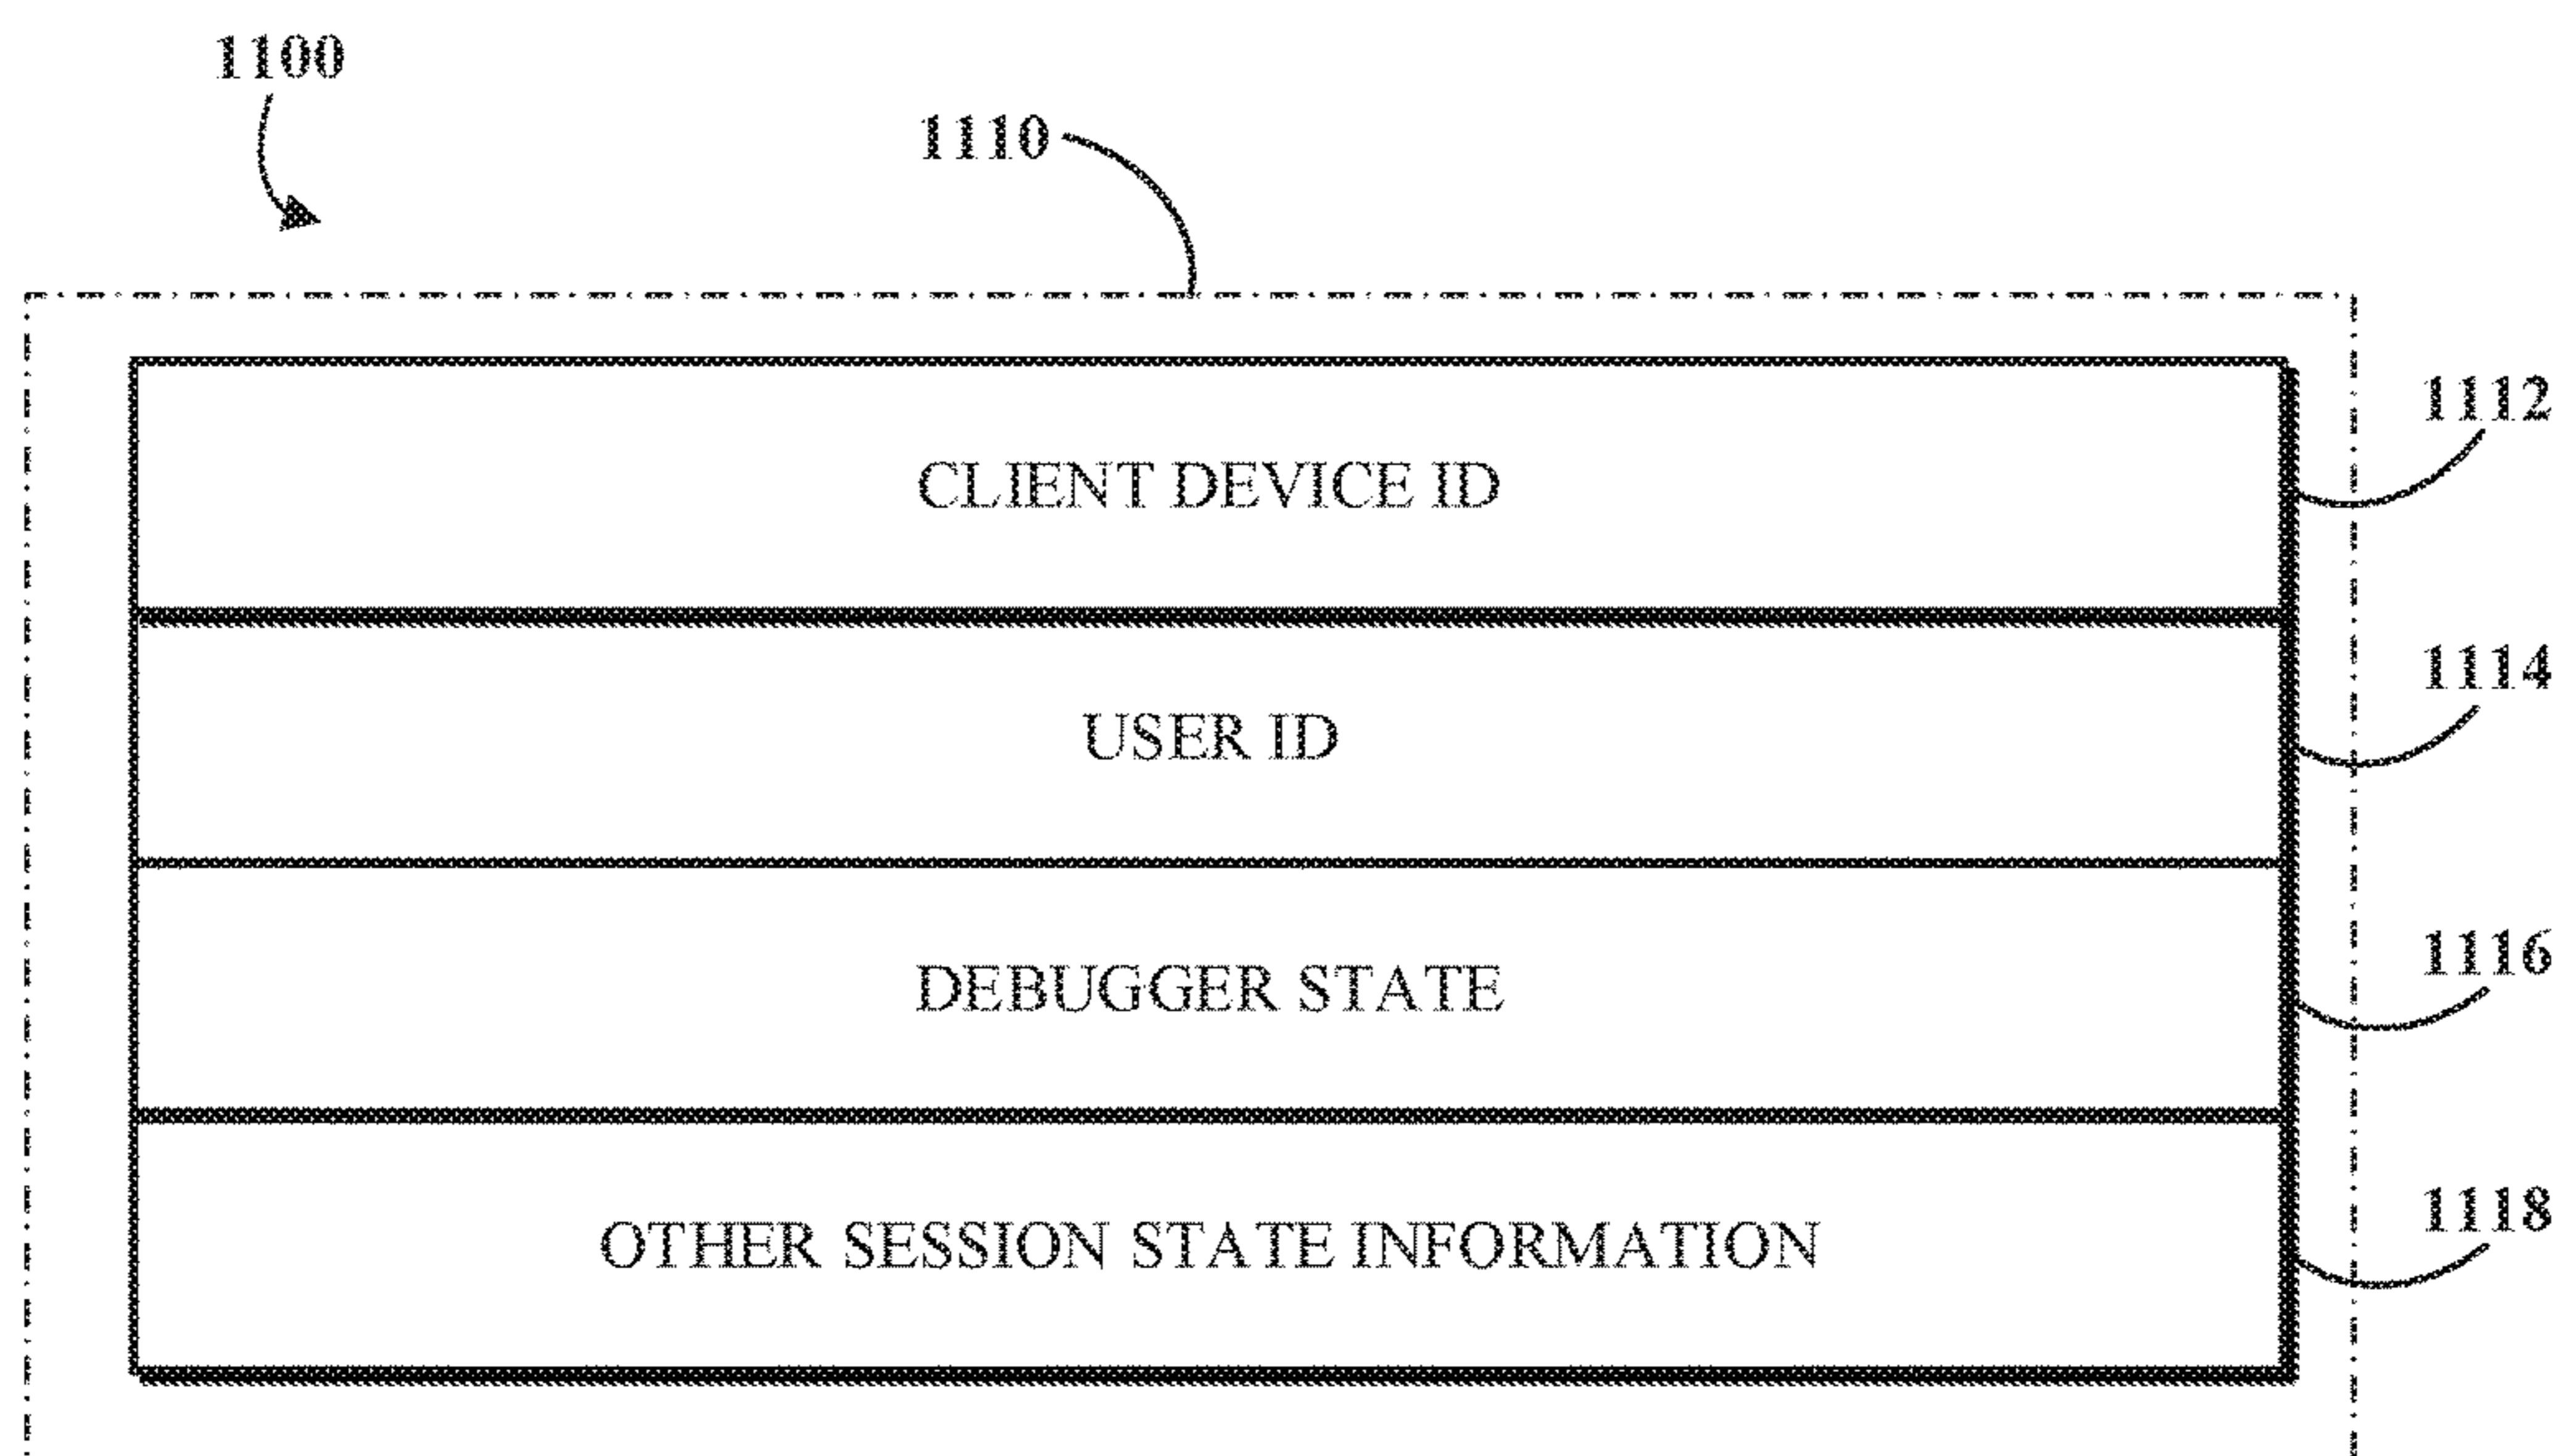 1100
1110
1112
CLIENT DEVICE ID
1114
USER ID
1116
DEBUGGER STATE
1118
OTHER SESSION STATE INFORMATION